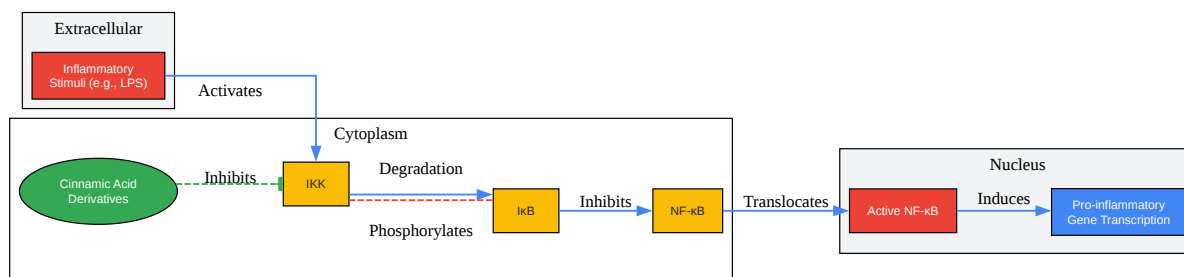 Extracellular
Inflammatory
Stimuli (e.g., LPS)
Activates
Cytoplasm
Cinnamic Acid
Derivatives
Inhibits
IKK
Degradation
Phosphorylates
IκB
Inhibits
NF-κB
Translocates
Nucleus
Active NF-κB
Induces
Pro-inflammatory
Gene Transcription